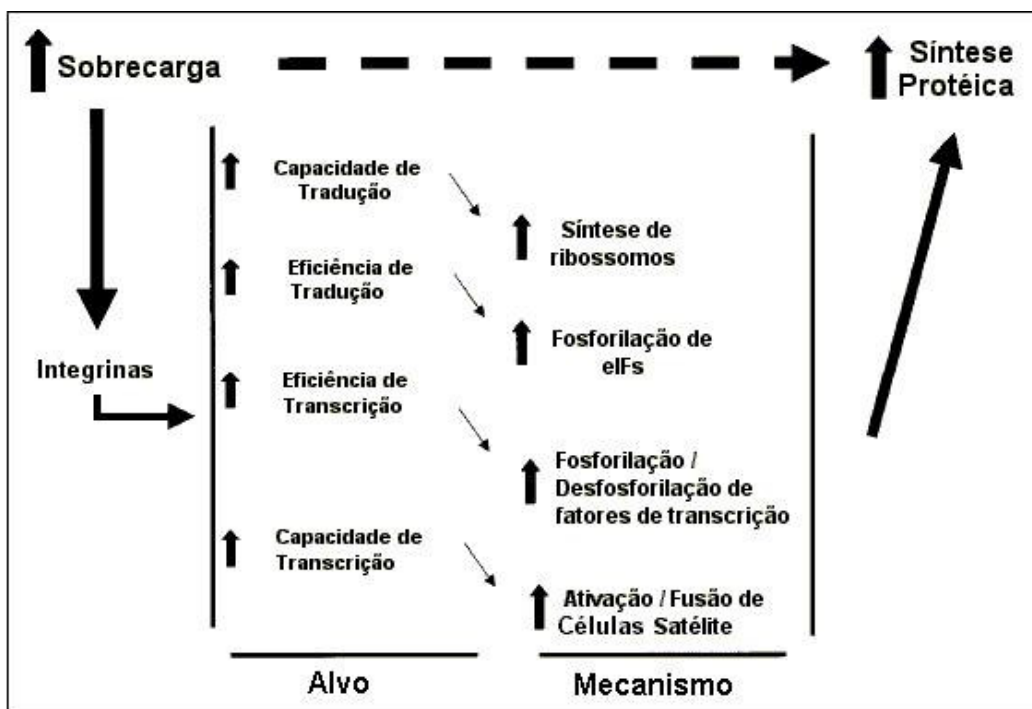 Sobrecarga
Síntese
Protéica
Capacidade de
Tradução
Síntese de
ribossomos
Eficiência de
Tradução
Fosforilação de
eIFs
Integrinas
Eficiência de
Transcrição
Fosforilação /
Desfosforilação de
fatores de transcrição
Capacidade de
Transcrição
Ativação / Fusão de
Células Satélite
Alvo
Mecanismo